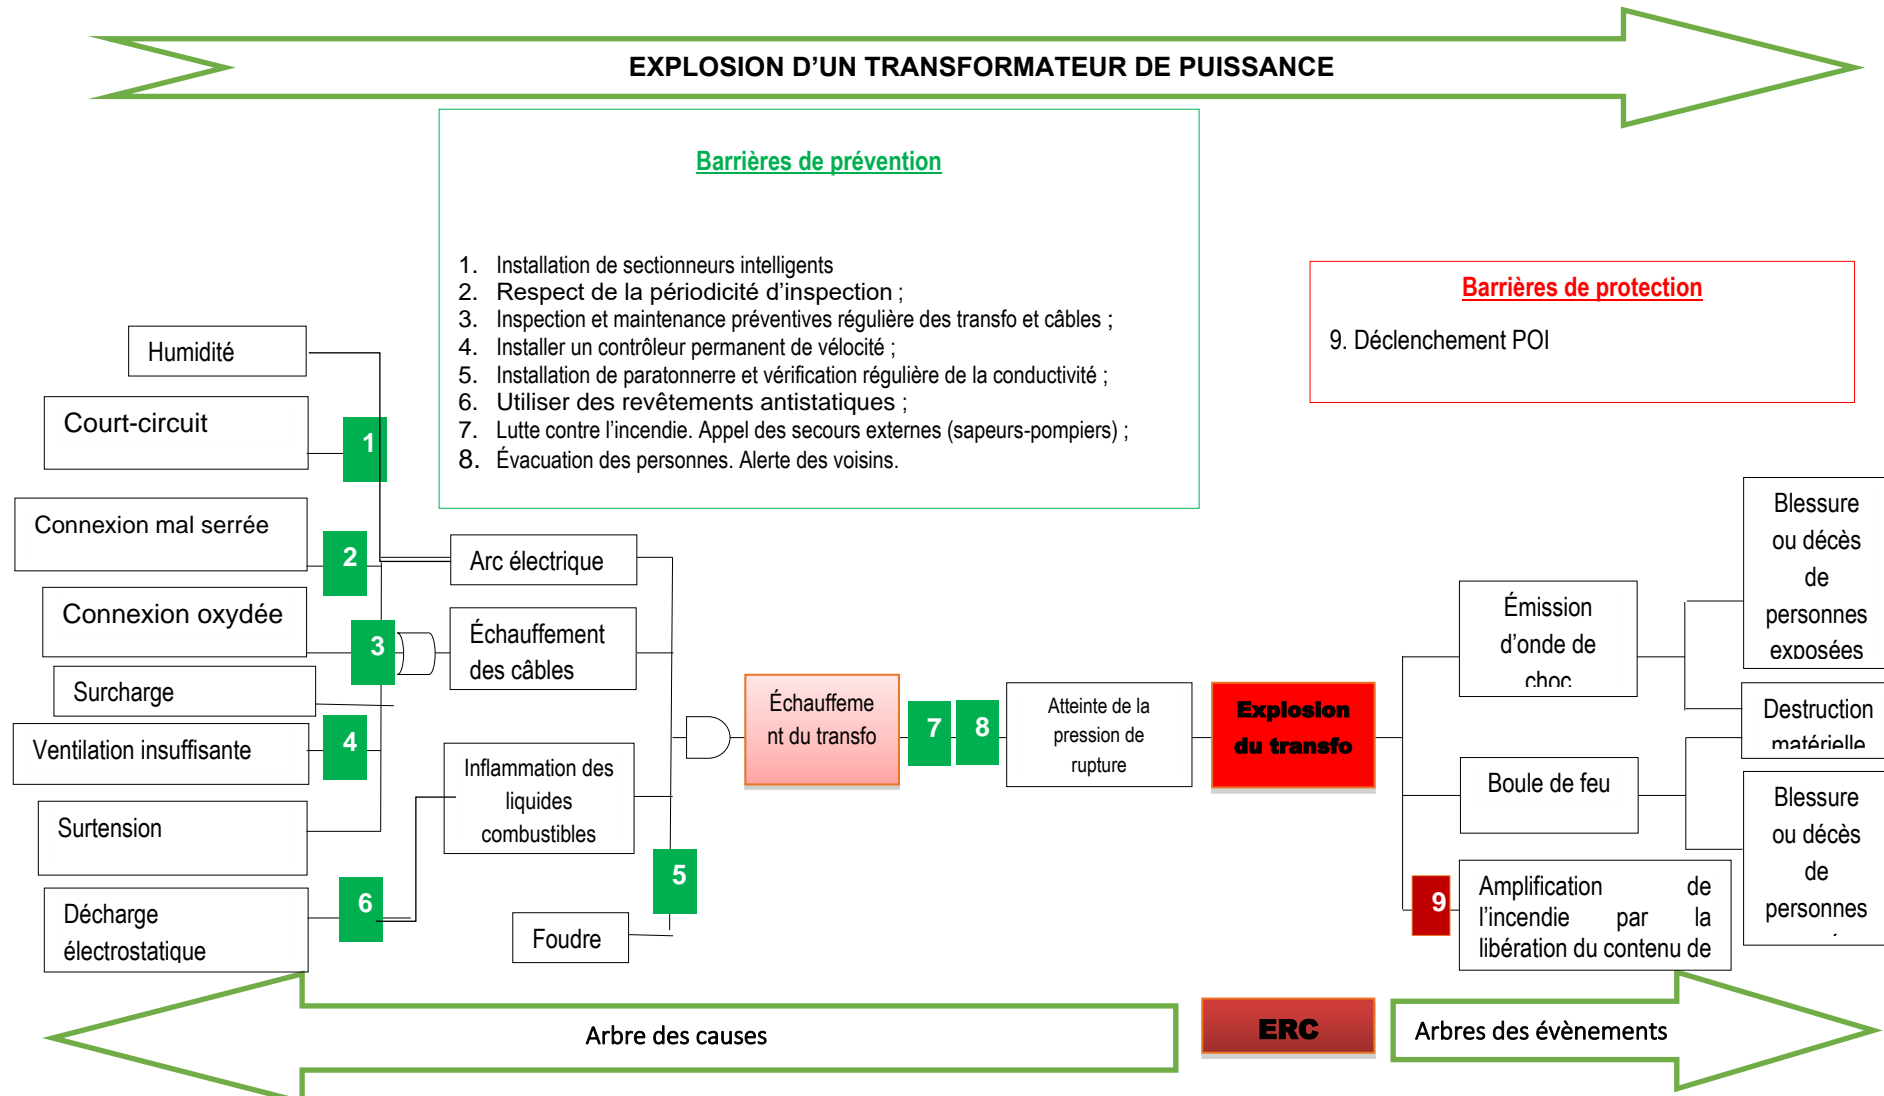 EXPLOSION D'UN TRANSFORMATEUR DE PUISSANCE
Barrières de prévention
1. Installation de sectionneurs intelligents
2. Respect de la périodicité d'inspection ;
3. Inspection et maintenance préventives régulière des transfo et câbles ;
4. Installer un contrôleur permanent de vélocité ;
5. Installation de paratonnerre et vérification régulière de la conductivité ;
6. Utiliser des revêtements antistatiques ;
7. Lutte contre l'incendie. Appel des secours externes (sapeurs-pompiers) ;
8. Évacuation des personnes. Alerte des voisins.
Barrières de protection
9. Déclenchement POI
Humidité
Court-circuit
1
Connexion mal serrée
2
Connexion oxydée
3
Surcharge
Ventilation insuffisante
4
Surtension
Décharge
électrostatique
6
Arc électrique
Échauffement
des câbles
Inflammation des
liquides
combustibles
Foudre
5
Échauffeme
nt du transfo
7
8
Atteinte de la
pression de
rupture
Explosion
du transfo
Émission
d'onde de
choc
Boule de feu
9
Amplification de
l'incendie par la
libération du contenu de
Blessure
ou décès
de
personnes
exposées
Destruction
matérielle
Blessure
ou décès
de
personnes
Arbre des causes
ERC
Arbres des évènements